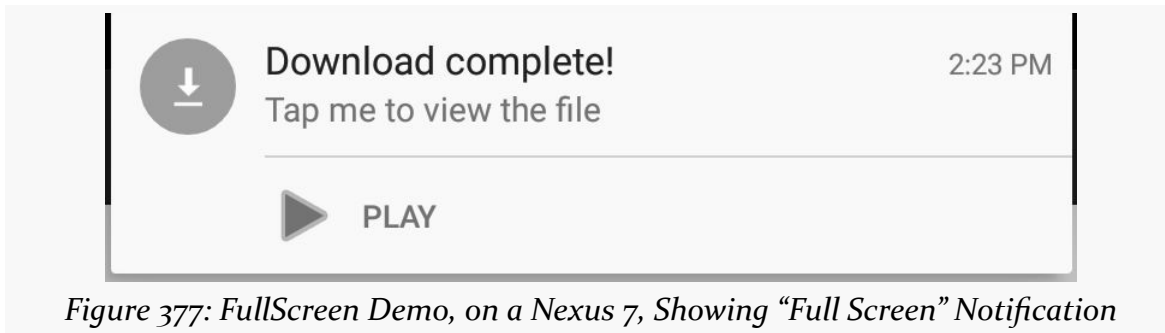 Download complete!
2:23 PM
Tap me to view the file
PLAY
Figure 377: FullScreen Demo, on a Nexus 7, Showing “Full Screen” Notification